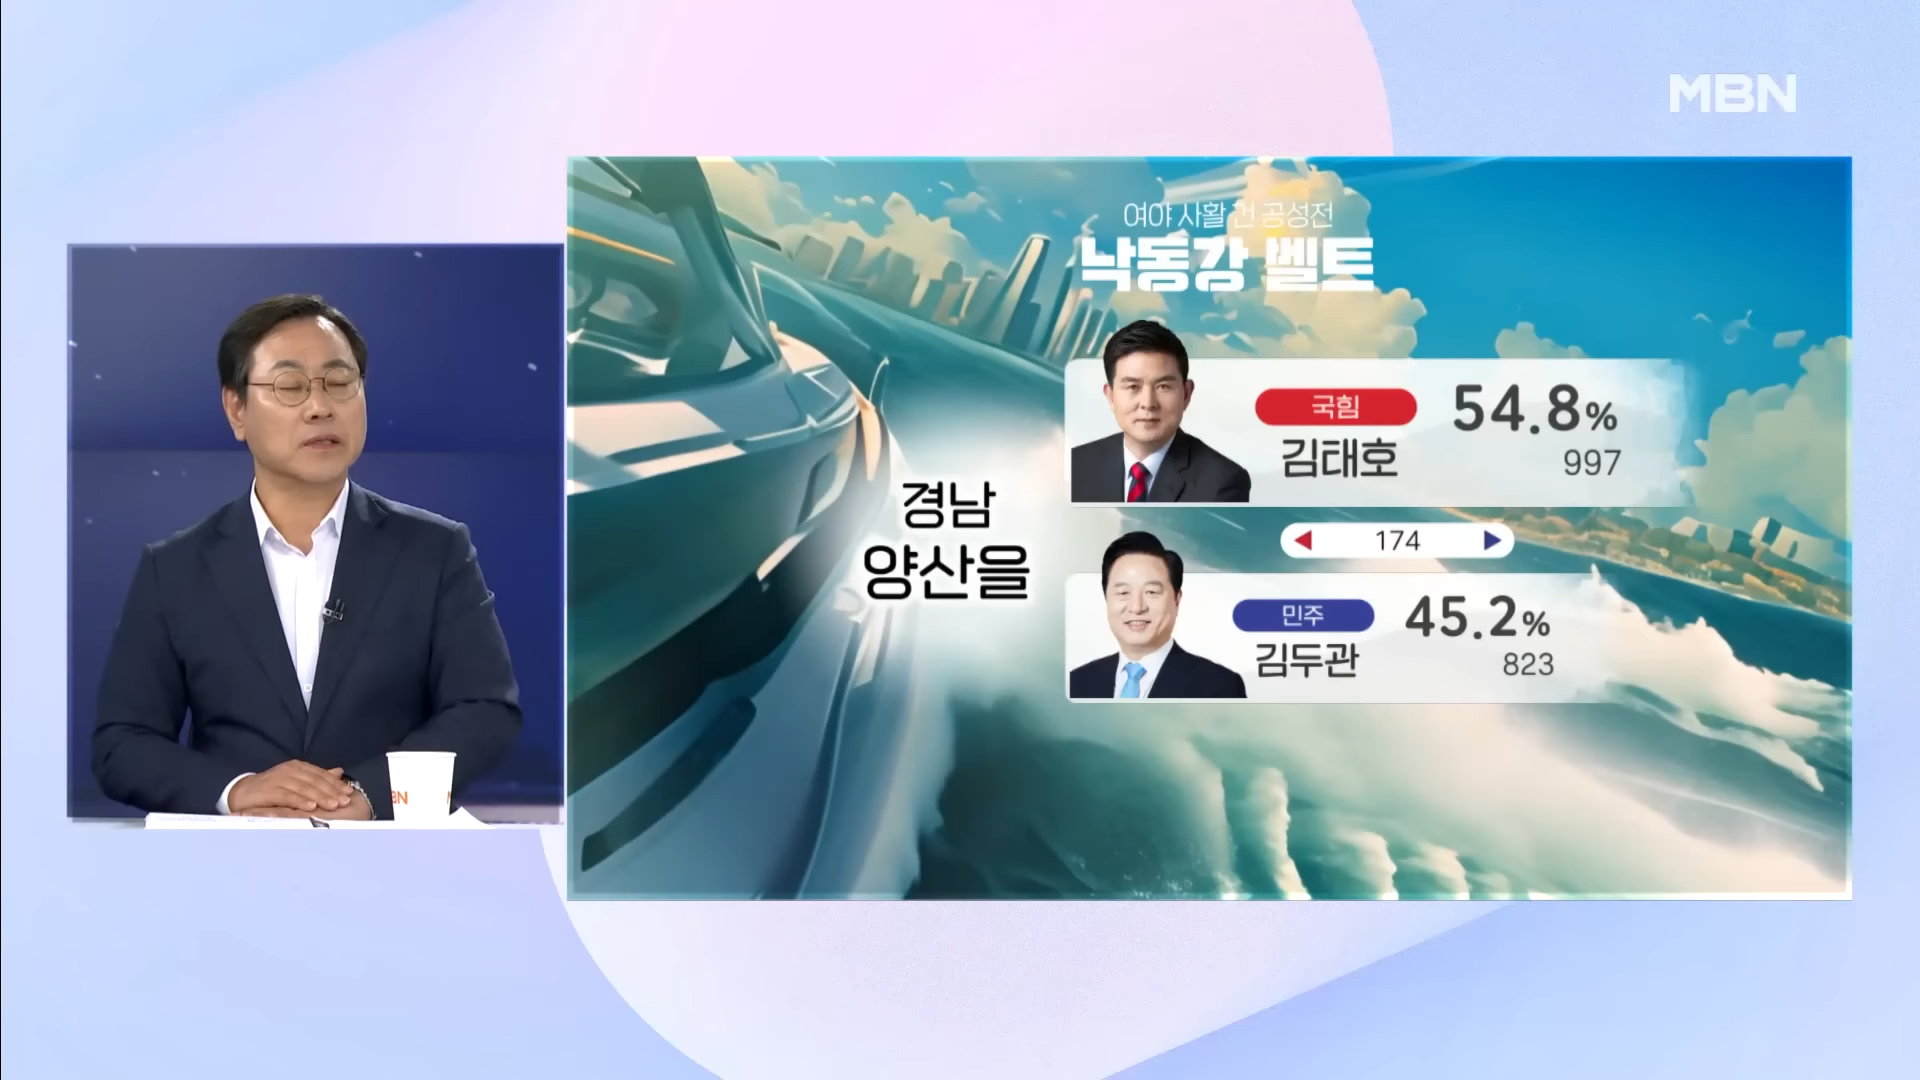 MBN
여야 사활 건 공성전
낙동강 벨트
경남
양산을
국힘
김태호
54.8%
997
174
민주
김두관
45.2%
823
BN